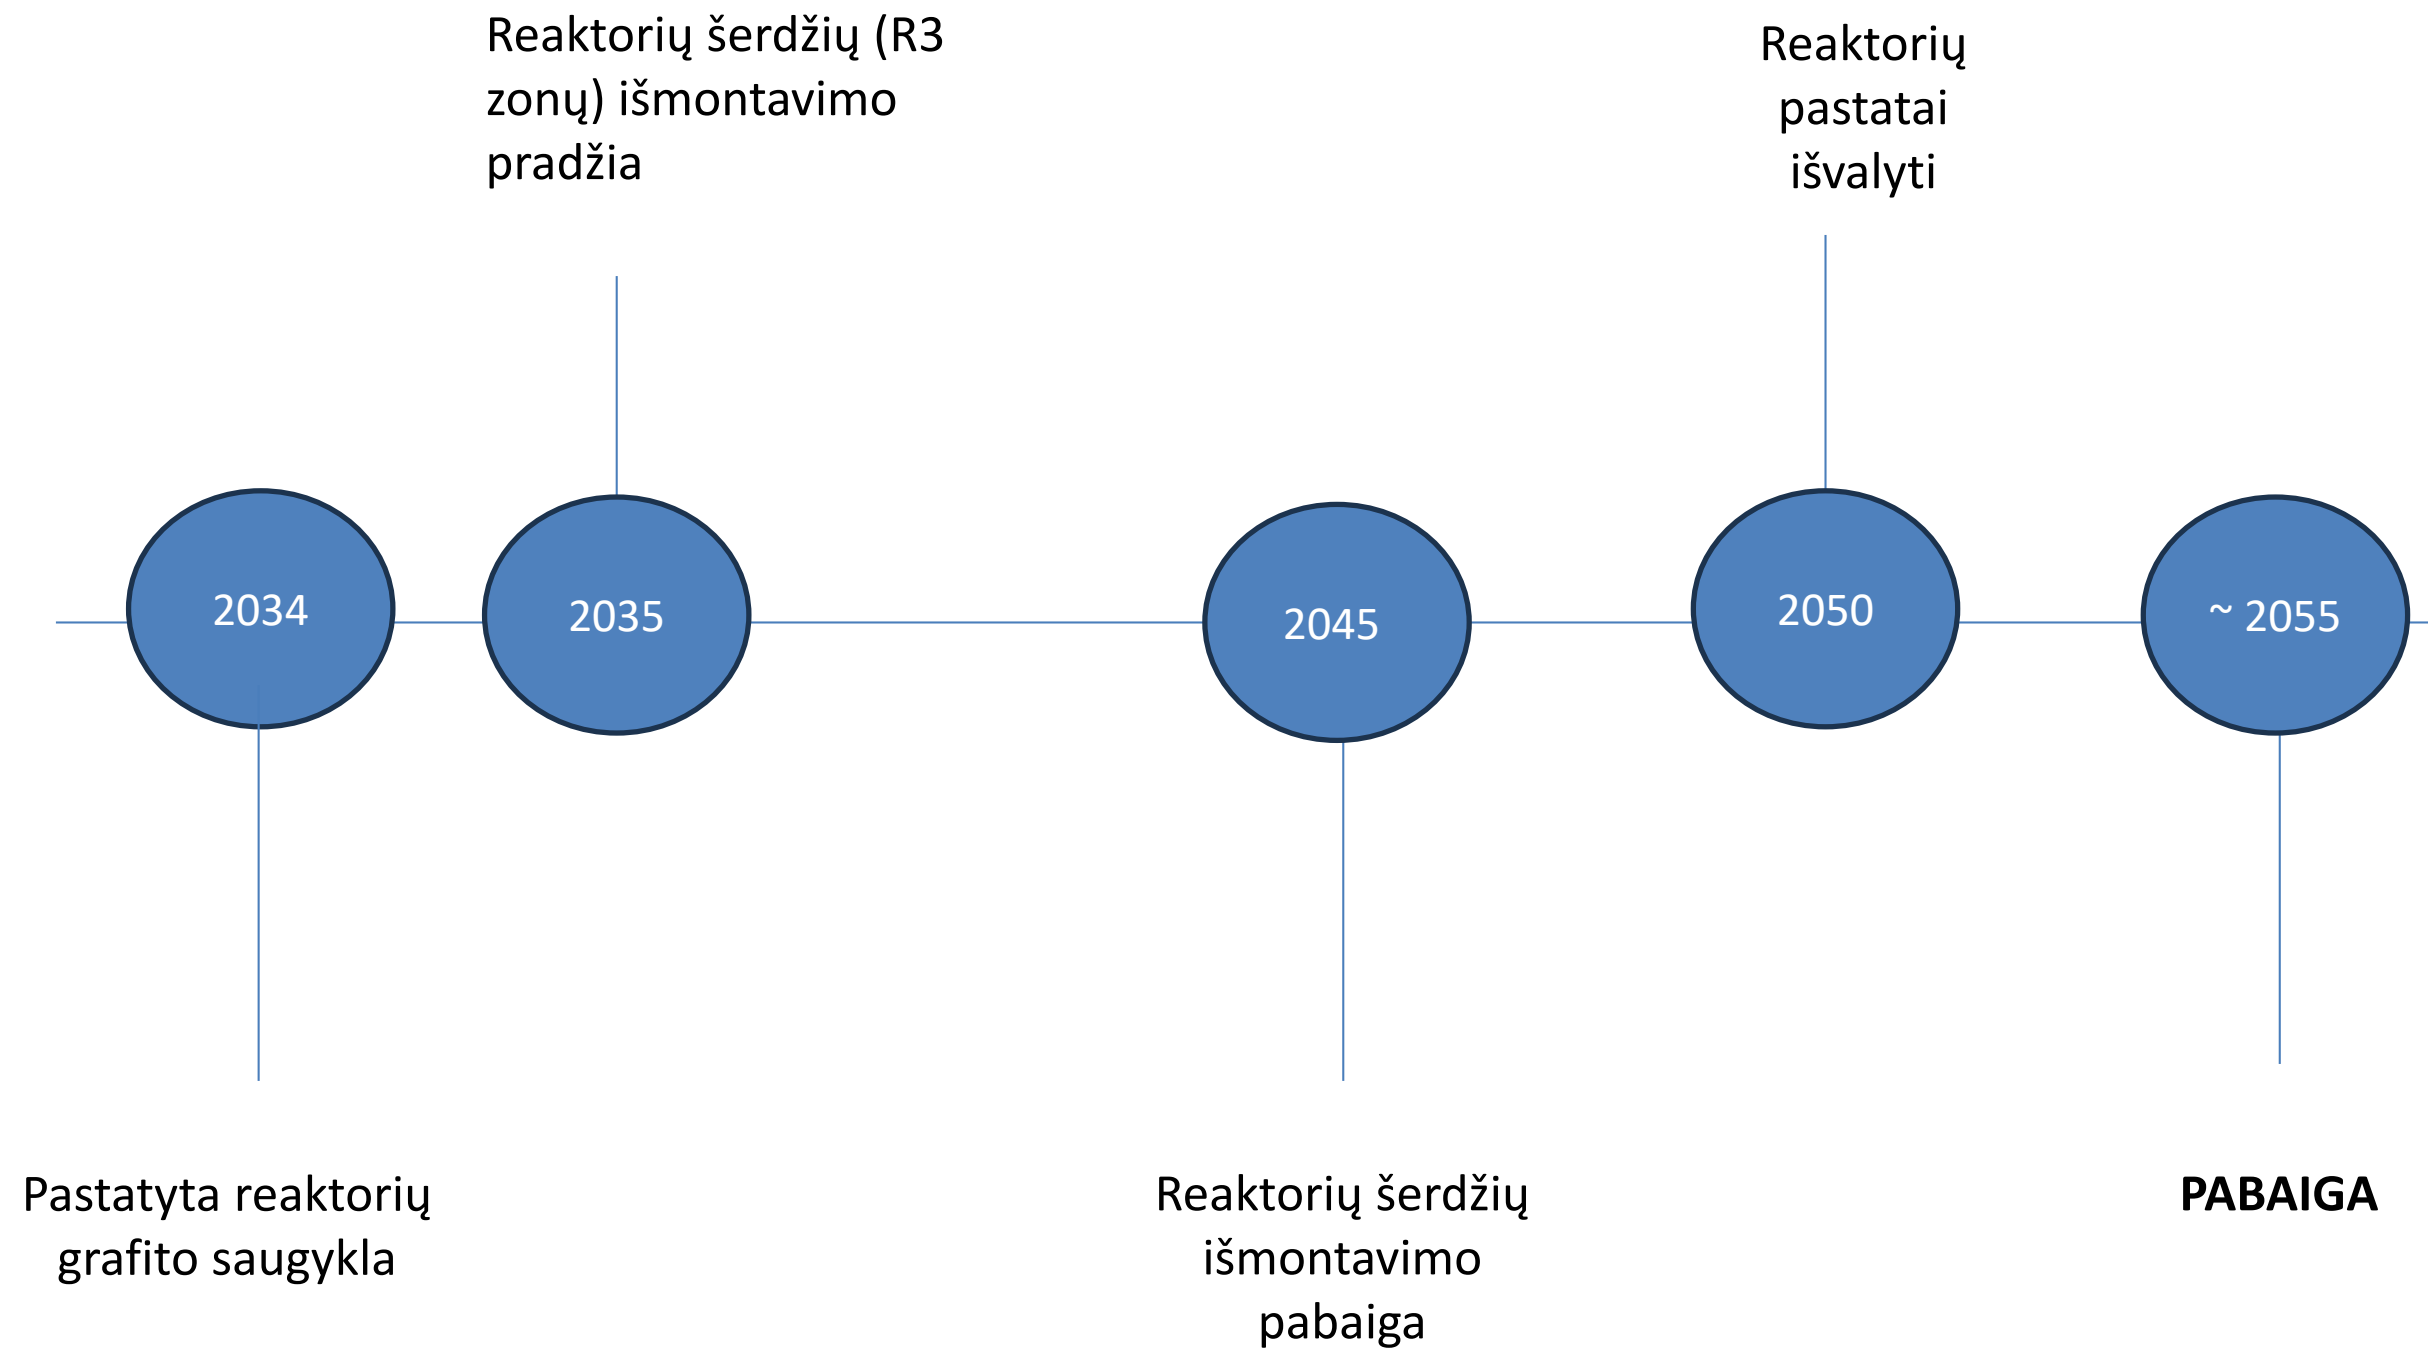 Reaktorių šerdžių (R3
zonų) išmontavimo
pradžia
Reaktorių
pastatai
išvalyti
2034
2035
2045
2050
~ 2055
Pastatyta reaktorių
grafito saugykla
Reaktorių šerdžių
išmontavimo
pabaiga
PABAIGA